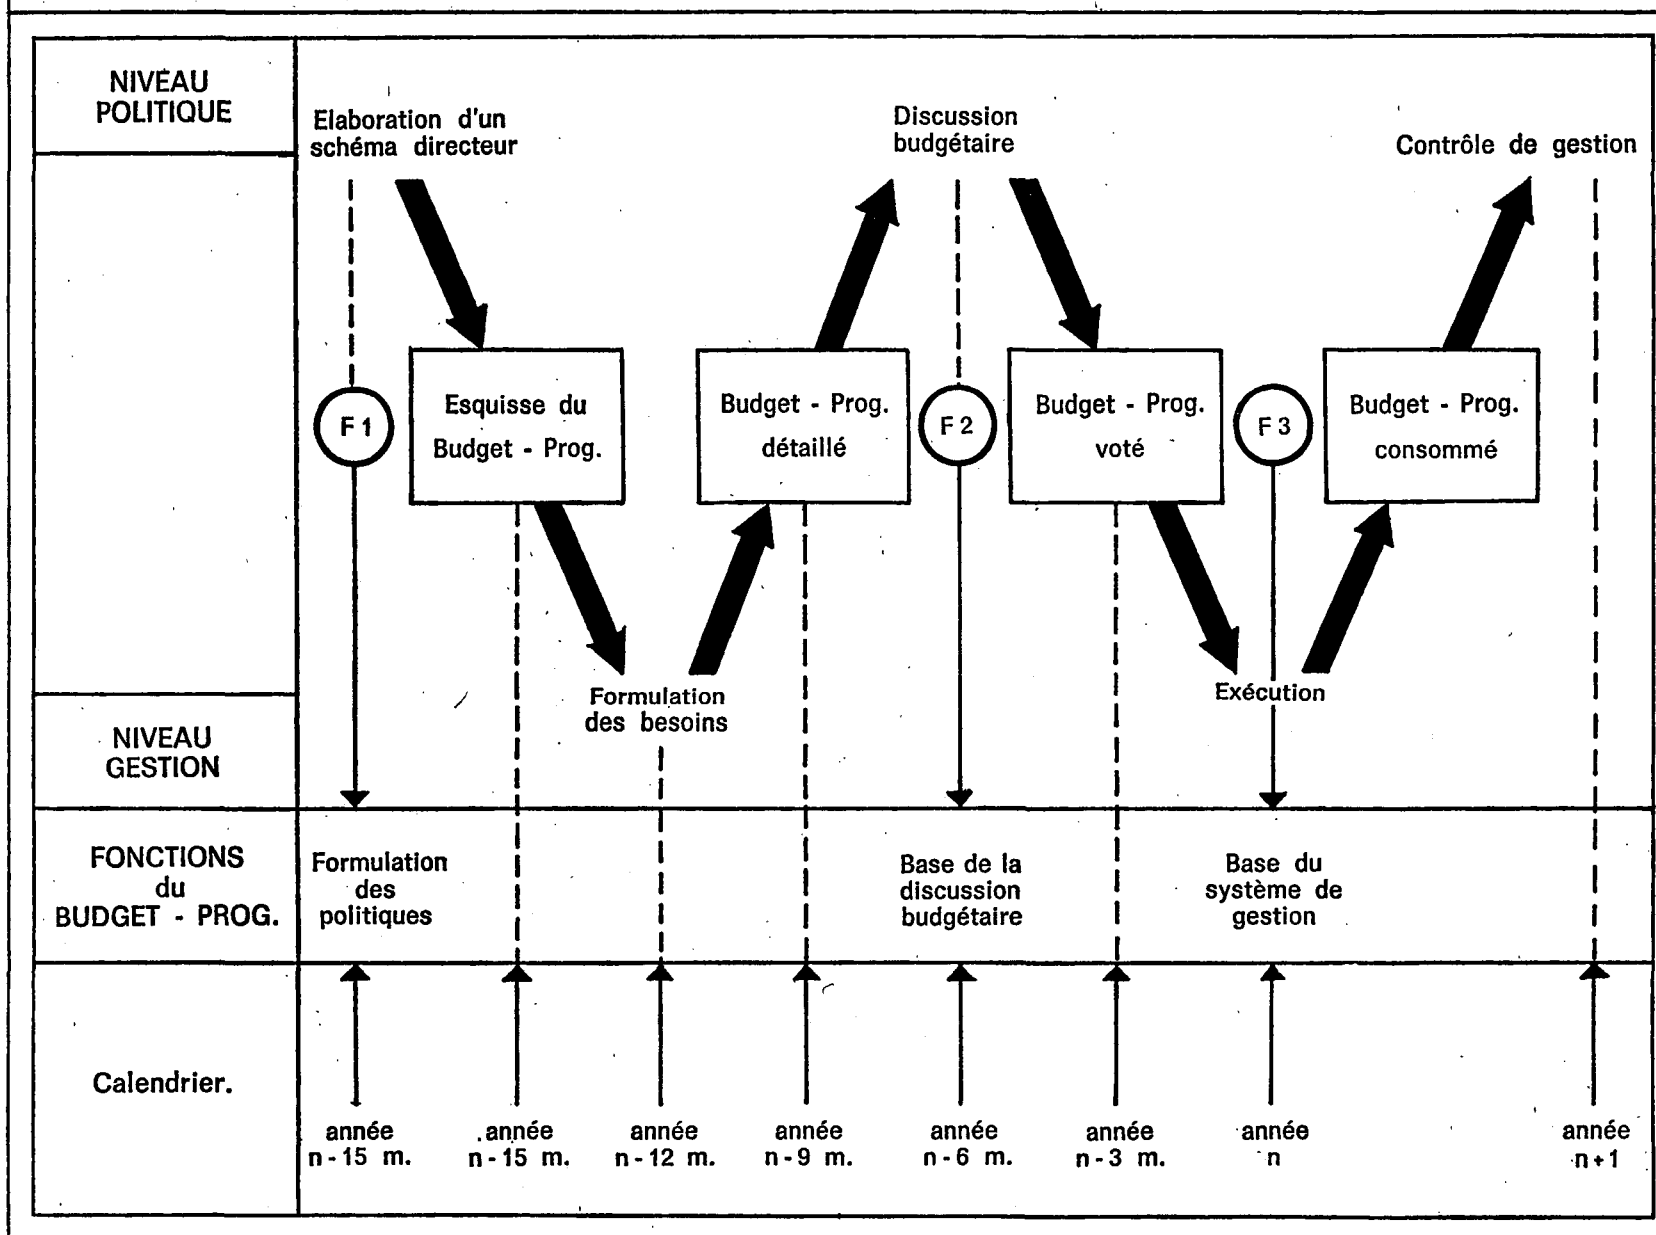 NIVEAU
POLITIQUE
Elaboration d'un
schéma directeur
Discussion
budgétaire
Contrôle de gestion
F 1
Esquisse du
Budget - Prog.
Budget - Prog.
détaillé
F 2
Budget - Prog.
voté
F 3
Budget - Prog.
consommé
Formulation
des besoins
Exécution
NIVEAU
GESTION
FONCTIONS
du
BUDGET - PROG.
Formulation
des
politiques
Base de la
discussion
budgétaire
Base du
système de
gestion
Calendrier.
année
n - 15 m.
année
n - 15 m.
année
n - 12 m.
année
n - 9 m.
année
n - 6 m.
année
n - 3 m.
année
n
année
n + 1